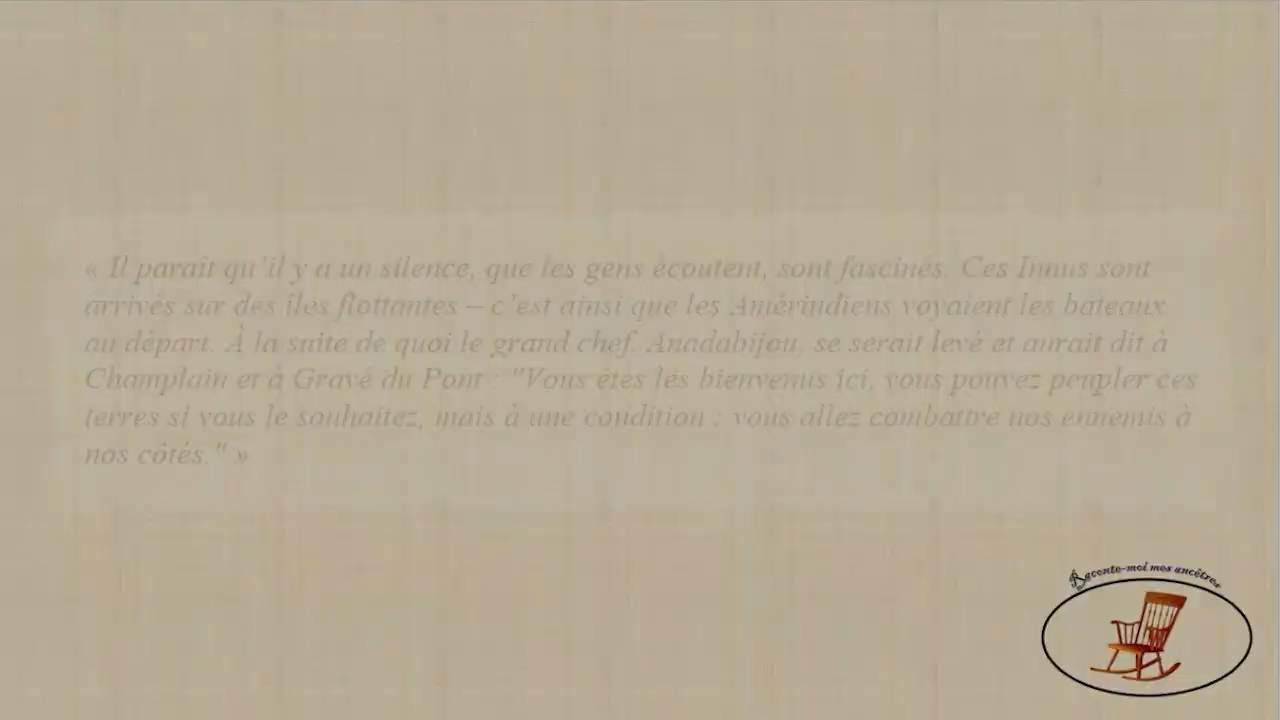 « Il paraît qu'il y a un silence, que les gens écoutent, sont fascinés. Ces Innus sont
arrivés sur des îles flottantes – c'est ainsi que les Amérindiens voyaient les bateaux
au départ. À la suite de quoi le grand chef, Anadabijou, se serait levé et aurait dit à
Champlain et à Gravé du Pont : "Vous êtes les bienvenus ici, vous pouvez peupler ces
terres si vous le souhaitez, mais à une condition : vous allez combattre nos ennemis à
nos côtés." »
Raconte-moi mes ancêtres